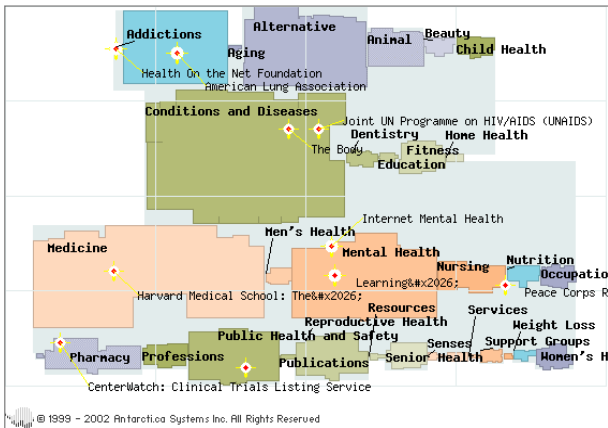 Addictions
Alternative
Aging
Animal
Beauty
Child Health
Health On the Net Foundation
American Lung Association
Conditions and Diseases
Joint UN Programme on HIV/AIDS (UNAIDS)
The Body
Dentistry
Home Health
Fitness
Education
Internet Mental Health
Men's Health
Medicine
Mental Health
Nursing
Nutrition
Occupatio
Learning&#x2026;
Harvard Medical School: The&#x2026;
Peace Corps R
Resources
Services
Reproductive Health
Weight Loss
Public Health and Safety
Senses
Support Groups
Pharmacy
Professions
Publications
Senior Health
Women's H
CenterWatch: Clinical Trials Listing Service
© 1999 - 2002 Antarcti.ca Systems Inc. All Rights Reserved